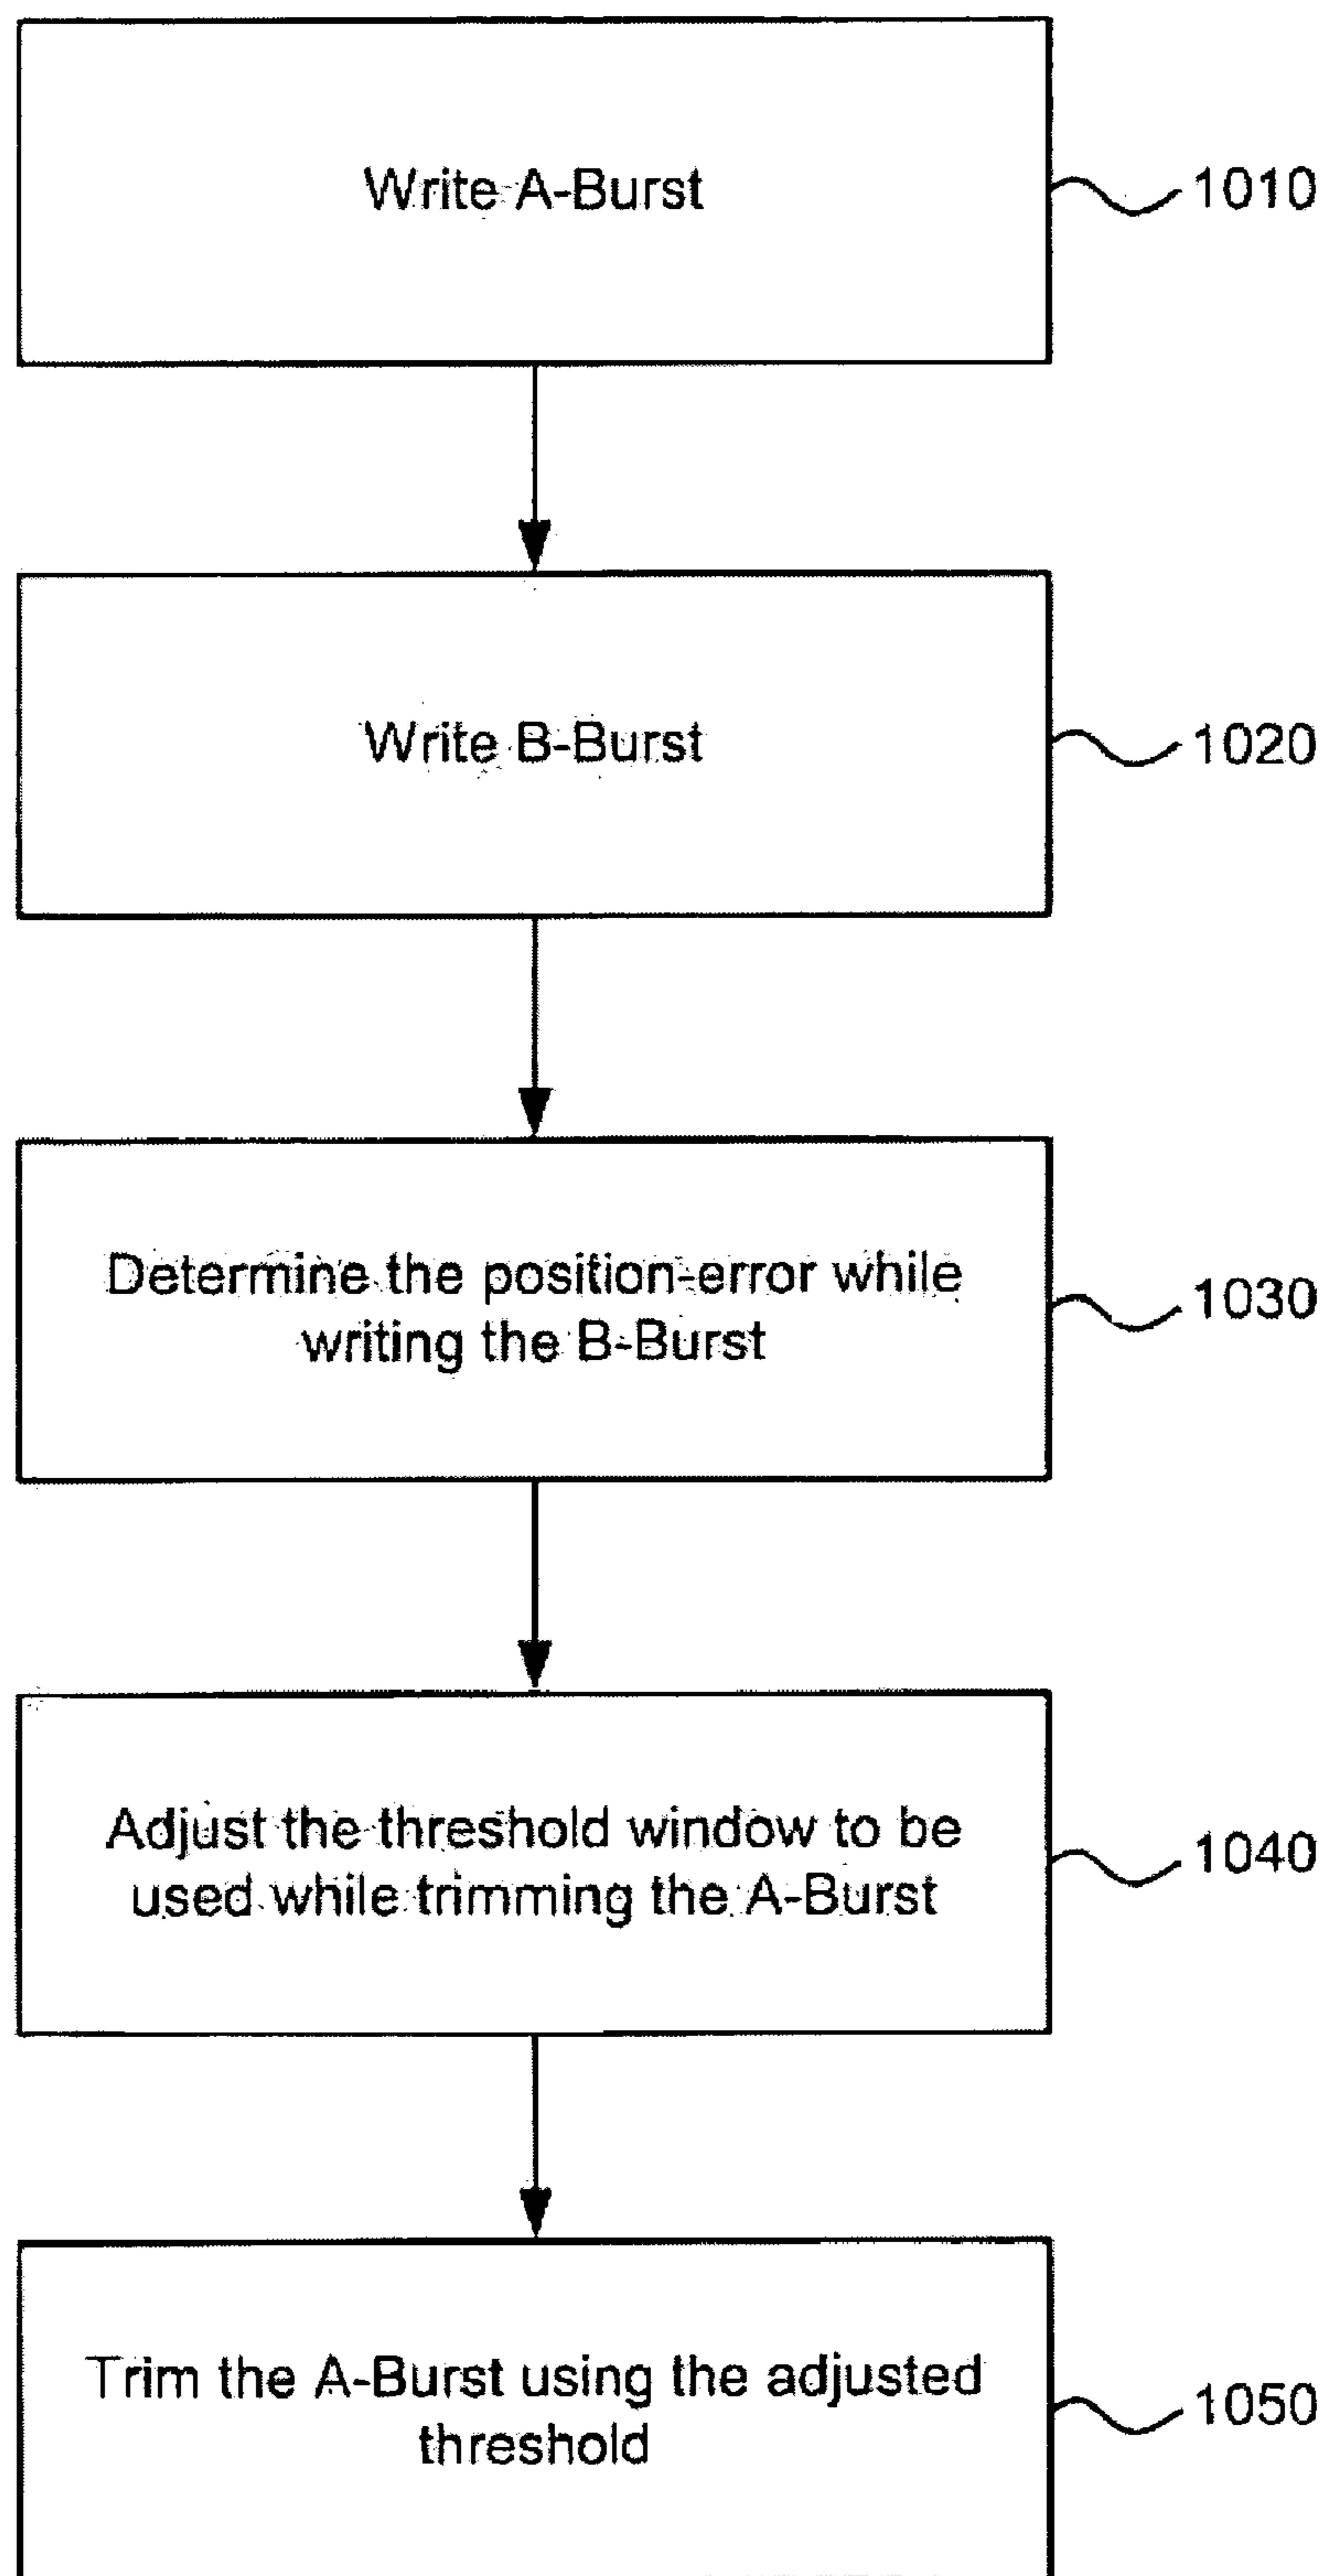 Write A-Burst
1010
Write B-Burst
1020
Determine the position-error while
writing the B-Burst
1030
Adjust the threshold window to be
used while trimming the A-Burst
1040
Trim the A-Burst using the adjusted
threshold
1050